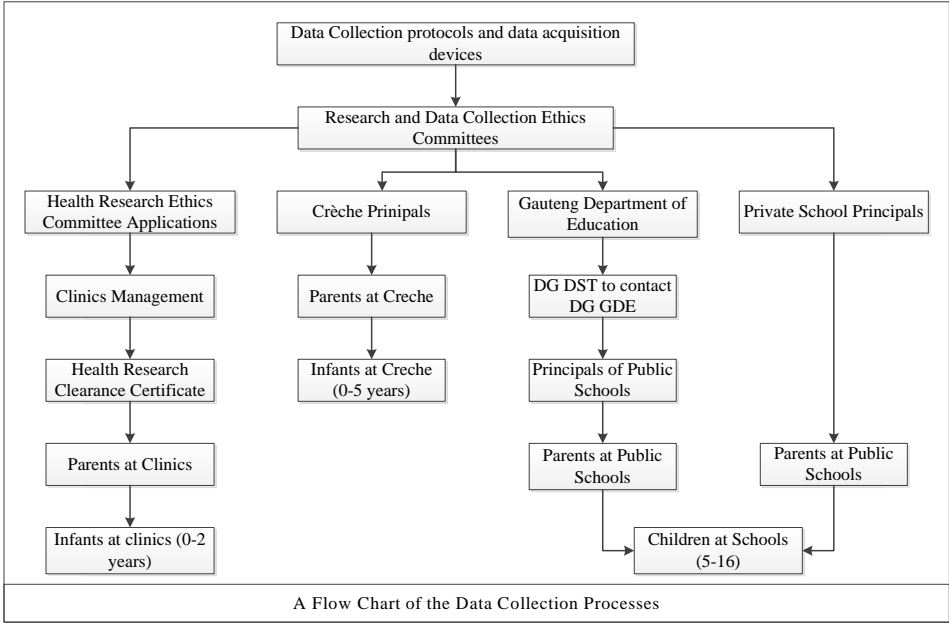 Data Collection protocols and data acquisition
devices
Research and Data Collection Ethics
Committees
Health Research Ethics
Committee Applications
Crèche Prinipals
Gauteng Department of
Education
Private School Principals
Clinics Management
Parents at Creche
DG DST to contact
DG GDE
Health Research
Clearance Certificate
Infants at Creche
(0-5 years)
Principals of Public
Schools
Parents at Clinics
Parents at Public
Schools
Parents at Public
Schools
Infants at clinics (0-2
years)
Children at Schools
(5-16)
A Flow Chart of the Data Collection Processes